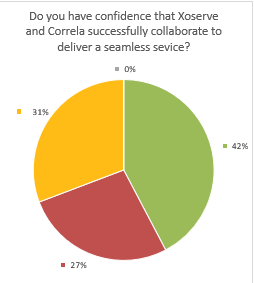 Do you have confidence that Xoserve
and Correla successfully collaborate to
deliver a seamless sevice?
0%
31%
42%
27%